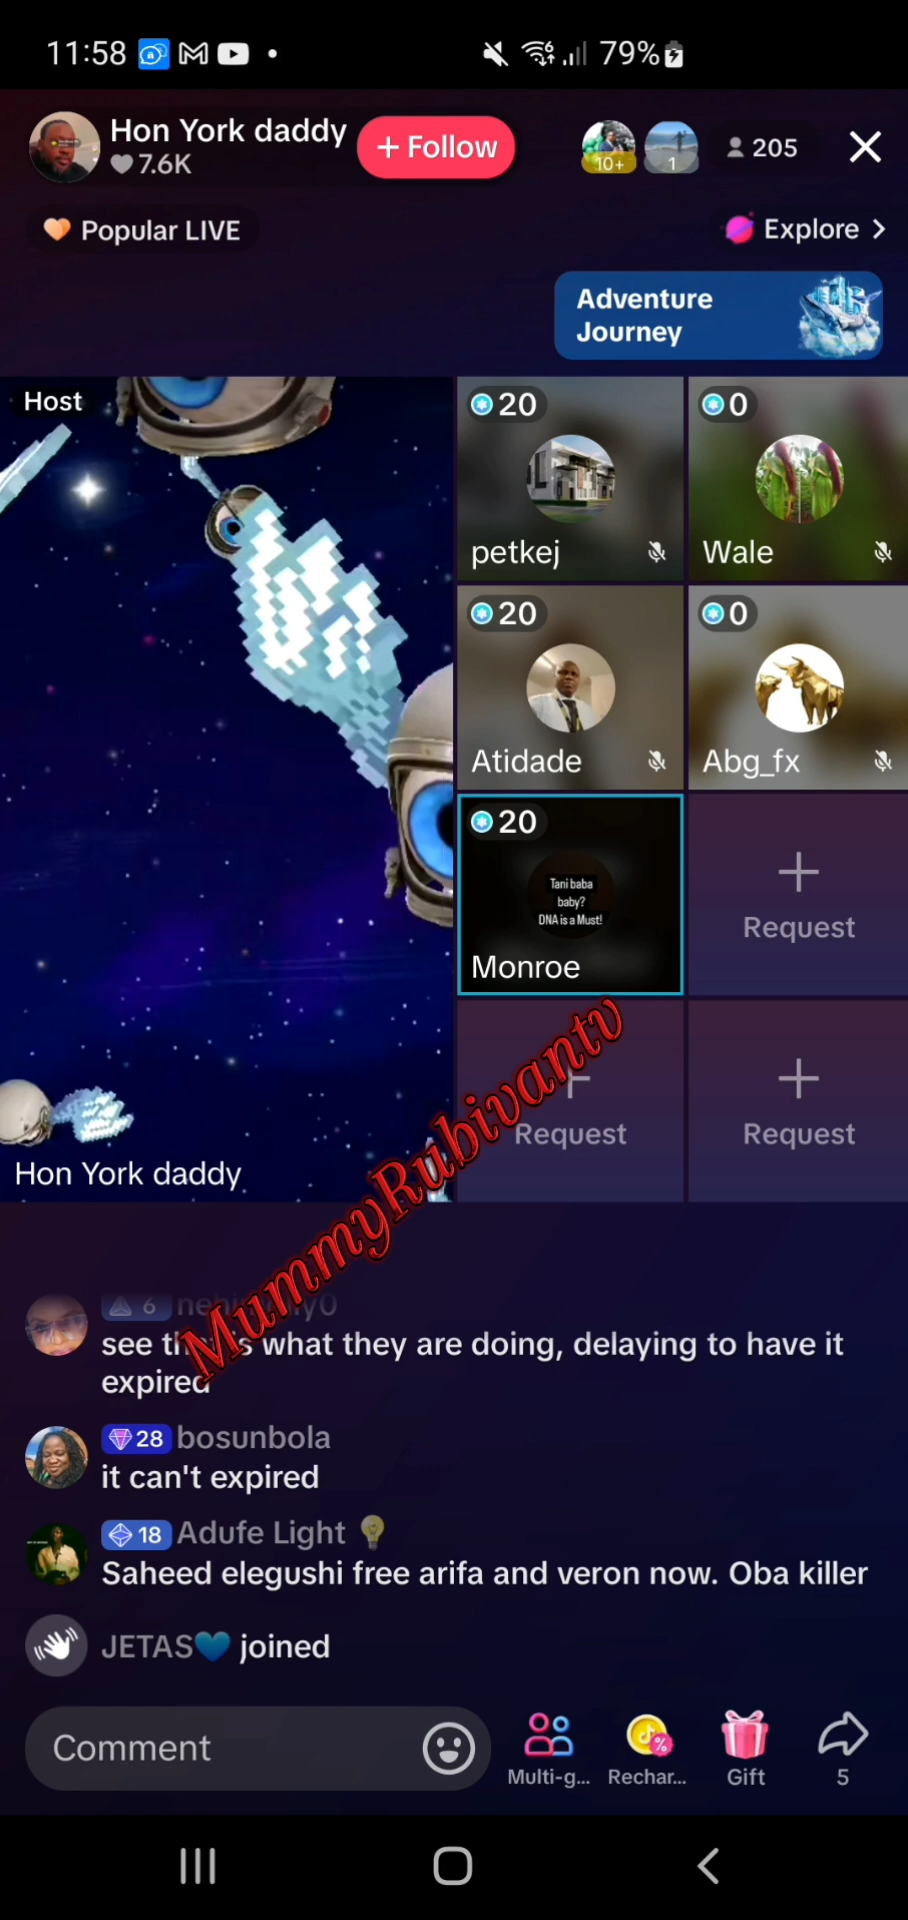 11:58
79%
Hon York daddy
7.6K
+ Follow
10+
1
205
Popular LIVE
Explore
Adventure
Journey
Host
20
0
petkej
Wale
20
0
Atidade
Abg_fx
20
Tani baba
baby?
DNA is a Must!
Monroe
Request
Request
Request
Hon York daddy
MummyRubivantv
6
see what they are doing, delaying to have it
expired
28 bosunbola
it can't expired
18 Adufe Light
Saheed elegushi free arifa and veron now. Oba killer
JETAS💙 joined
Comment
Multi-g...
Rechar...
Gift
5